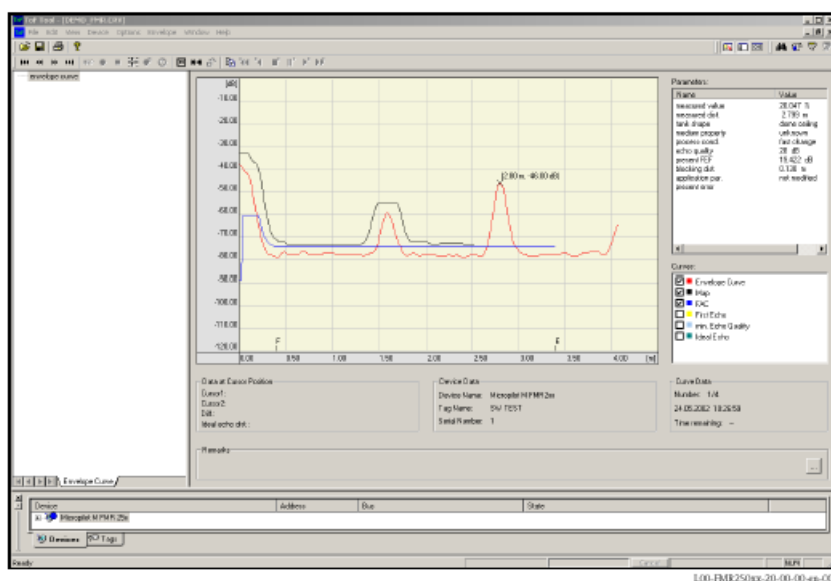 ToF Tool - [DEMO_FMR.CRV]
File Edit View Device Options Envelope Window Help
envelope curve
[dB]
-10.00
-20.00
-30.00
-40.00
-50.00
-60.00
-70.00
-80.00
-90.00
-100.00
-110.00
-120.00
(2.80 m, -46.00 dB)
F
E
0.00 0.50 1.00 1.50 2.00 2.50 3.00 3.50 4.00 [m]
Parameters:
Name Value
measured value 20.047 %
measured dist. 2.799 m
tank shape dome ceiling
medium property unknown
process cond. fast change
echo quality 28 dB
present FEF 19.422 dB
blocking dist. 0.130 m
application par. not modified
present error
Curves:
Envelope Curve
Map
FAC
First Echo
min. Echo Quality
Ideal Echo
Data at Cursor Position
Cursor1:
Cursor2:
Diff.:
Ideal echo dist.:
Device Data
Device Name: Micropilot M FMR 2xx
Tag Name: SW TEST
Serial Number: 1
Curve Data
Number: 1/4
24.05.2002 18:26:58
Time remaining: --
Remarks
...
Envelope Curve
Device Address Bus State
Micropilot M FMR 25x
Devices Tags
Ready Cancel NUM
L00-FMR250xx-20-00-00-en-00